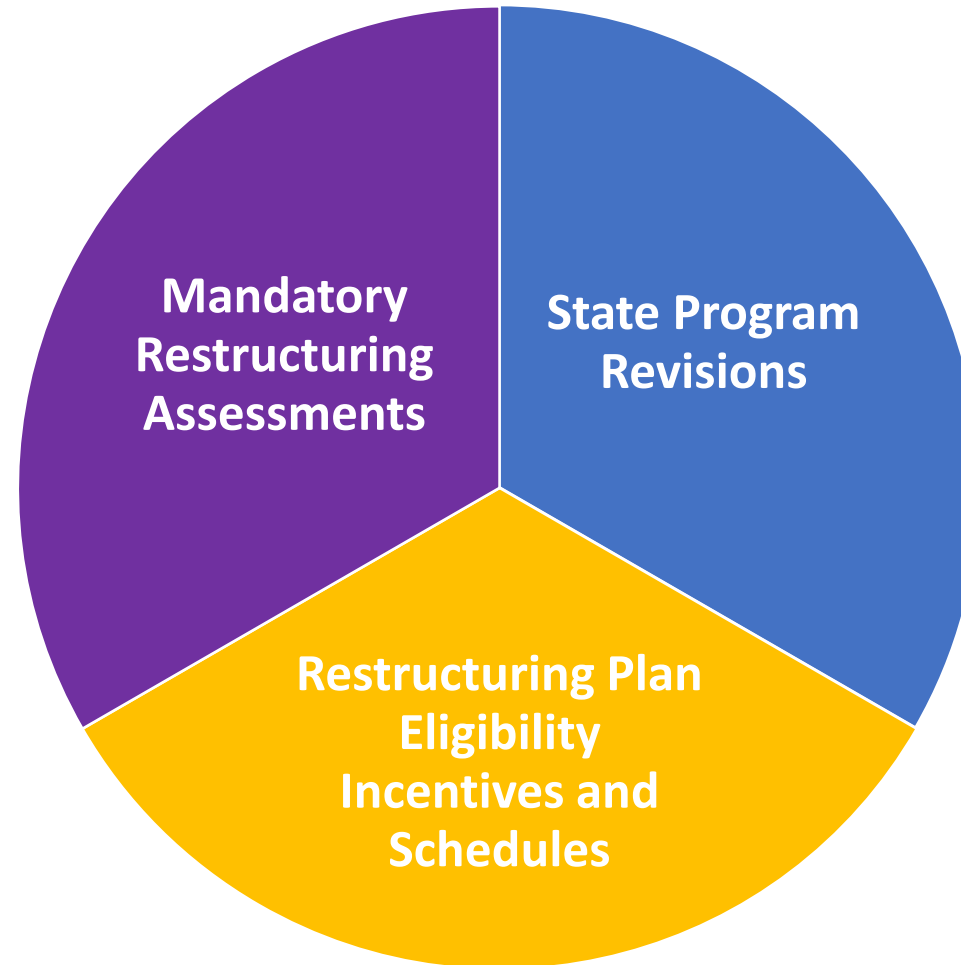 Mandatory
Restructuring
Assessments
State Program
Revisions
Restructuring Plan
Eligibility
Incentives and
Schedules